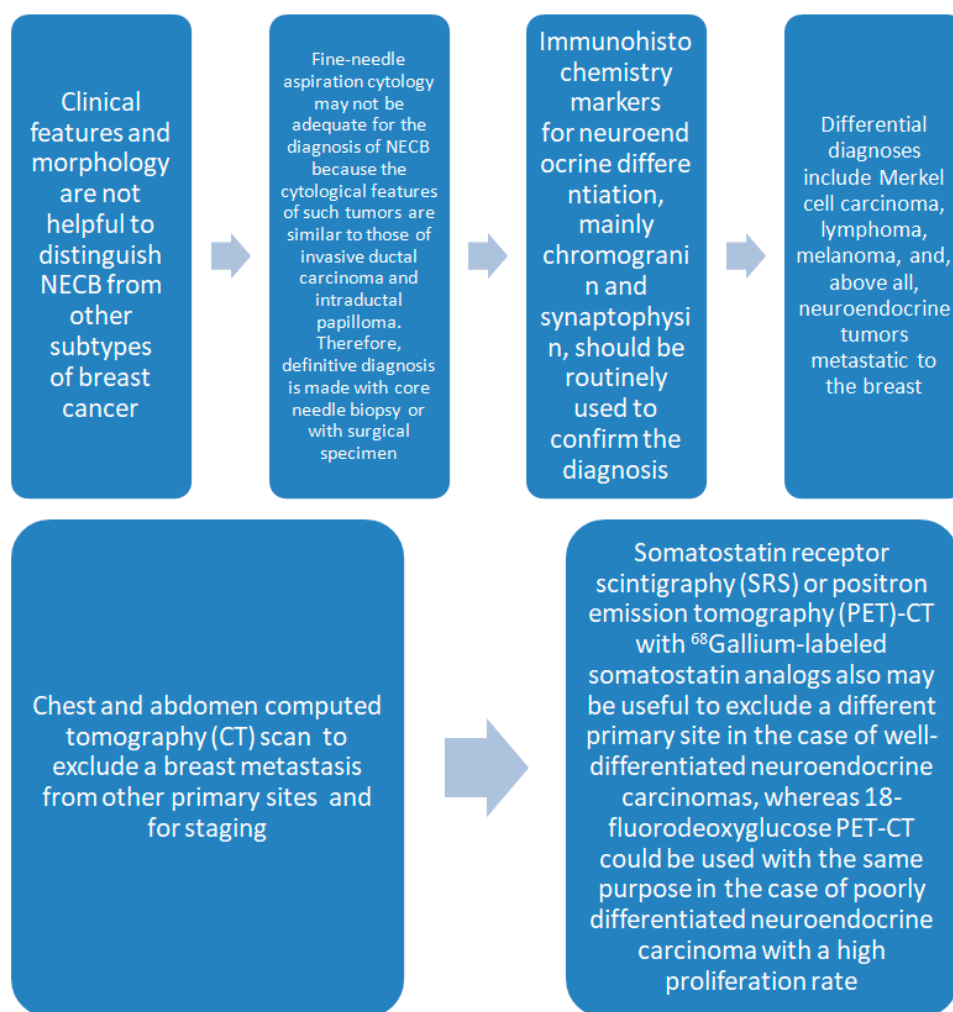 Clinical
features and
morphology
are not
helpful to
distinguish
NECB from
other
subtypes
of breast
cancer
Fine-needle
aspiration cytology
may not be
adequate for the
diagnosis of NECB
because the
cytological features
of such tumors are
similar to those of
invasive ductal
carcinoma and
intraductal
papilloma.
Therefore,
definitive diagnosis
is made with core
needle biopsy or
with surgical
specimen
Immunohisto
chemistry
markers
for neuroend
ocrine differe
ntiation,
mainly
chromograni
n and
synaptophysi
n, should be
routinely
used to
confirm the
diagnosis
Differential
diagnoses
include Merkel
cell carcinoma,
lymphoma,
melanoma, and,
above all,
neuroendocrine
tumors
metastatic to
the breast
Chest and abdomen computed
tomography (CT) scan to
exclude a breast metastasis
from other primary sites and
for staging
Somatostatin receptor
scintigraphy (SRS) or positron
emission tomography (PET)-CT
with ⁶⁸Gallium-labeled
somatostatin analogs also may
be useful to exclude a different
primary site in the case of well-
differentiated neuroendocrine
carcinomas, whereas 18-
fluorodeoxyglucose PET-CT
could be used with the same
purpose in the case of poorly
differentiated neuroendocrine
carcinoma with a high
proliferation rate